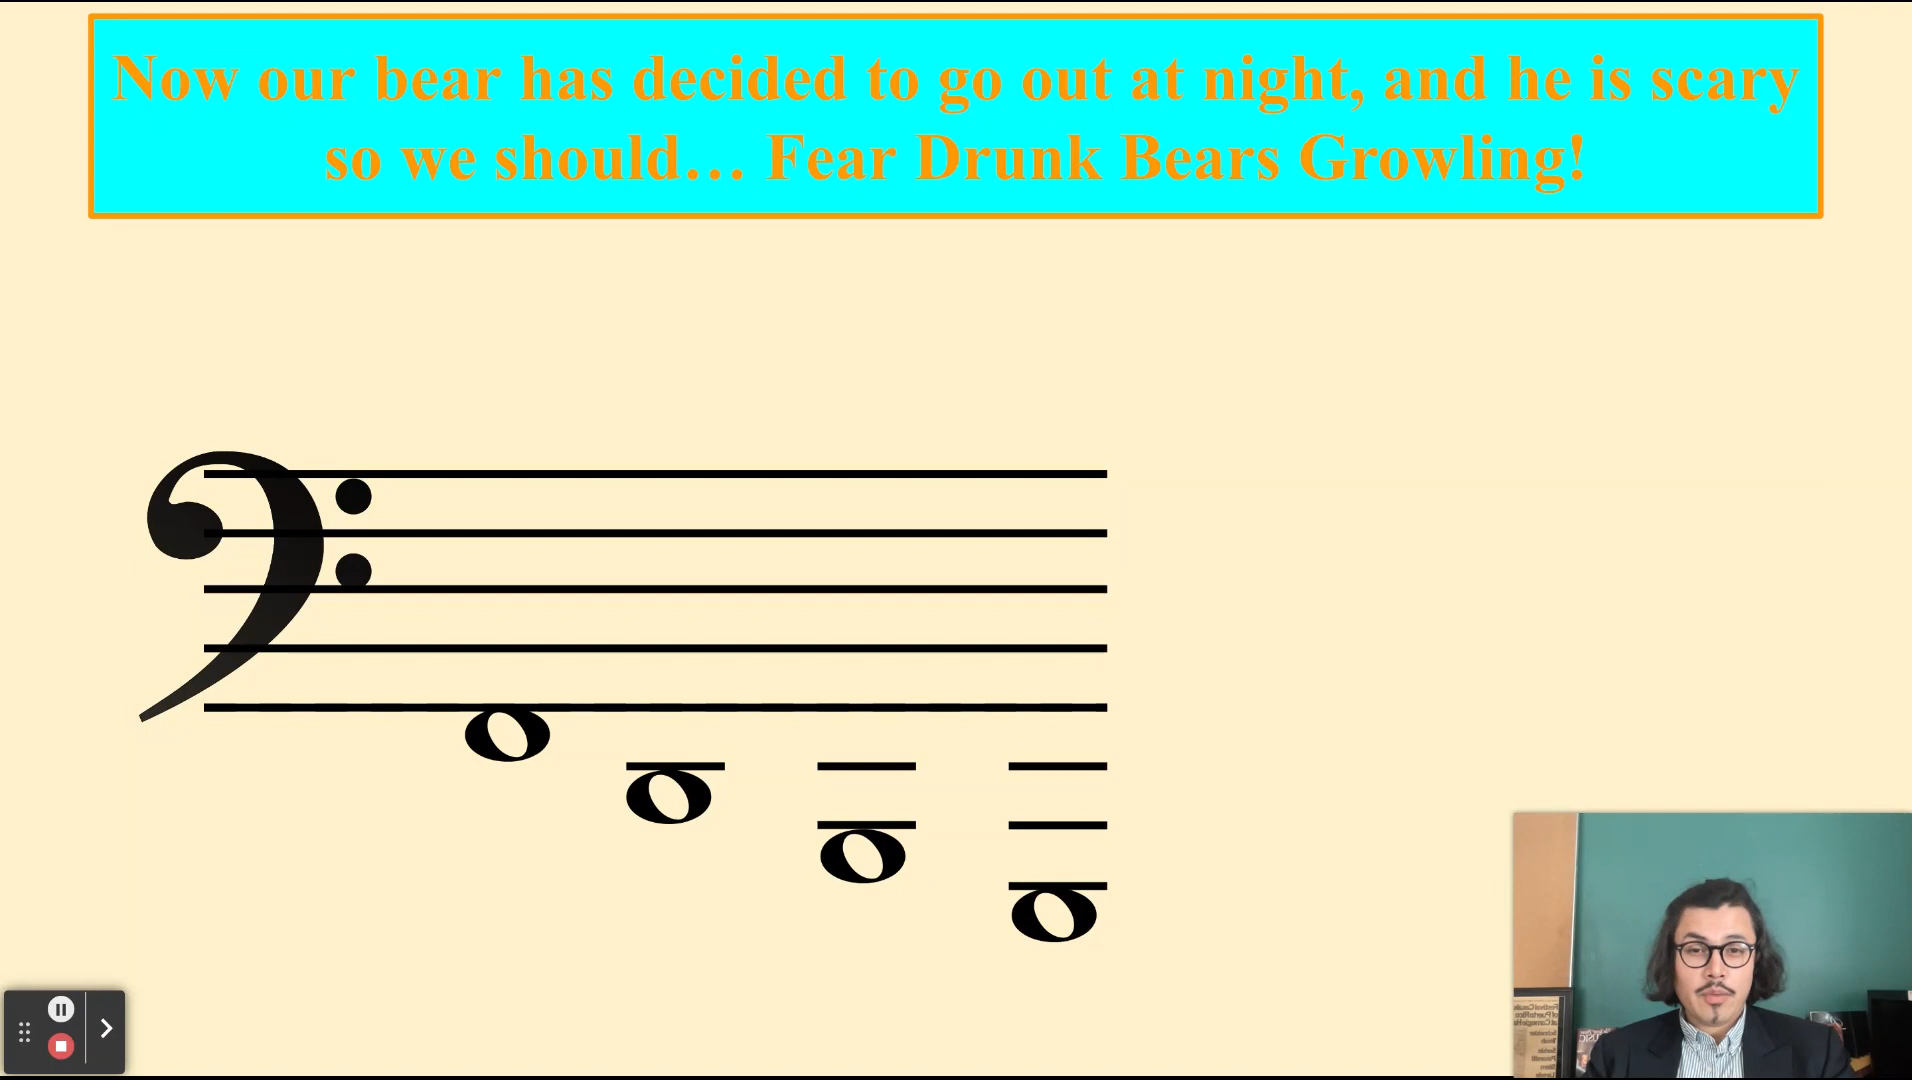 Now our bear has decided to go out at night, and he is scary
so we should… Fear Drunk Bears Growling!